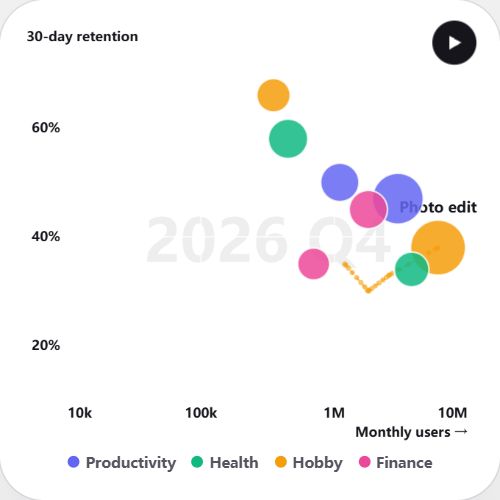 30-day retention
60%
2026 Q4
Photo edit
40%
20%
10k 100k 1M 10M
Monthly users →
Productivity Health Hobby Finance